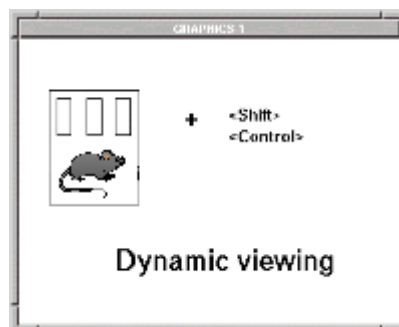 GRAPHICS 1
+ <Shift>
<Control>
Dynamic viewing